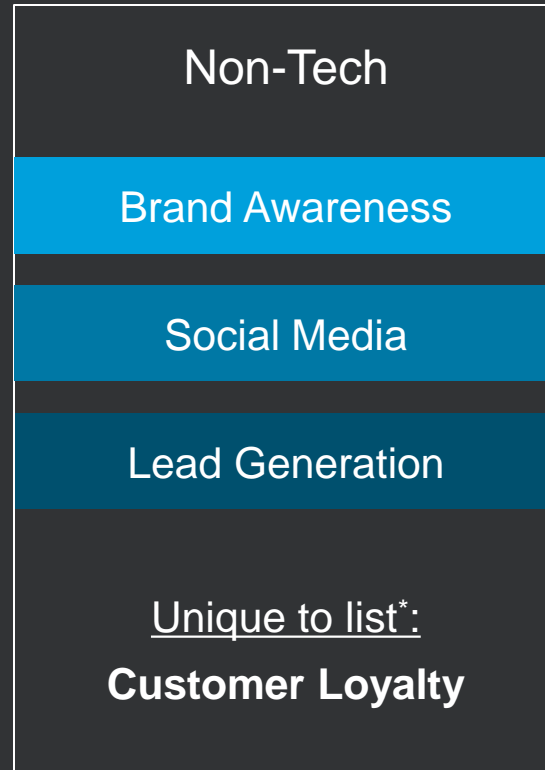 Non-Tech
Brand Awareness
Social Media
Lead Generation
Unique to list*:
Customer Loyalty